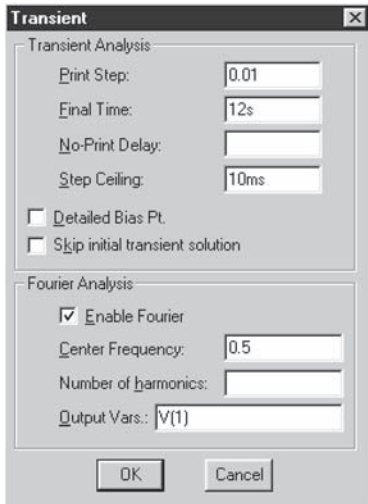 Transient
Transient Analysis
Print Step: 0.01
Final Time: 12s
No-Print Delay:
Step Ceiling: 10ms
Detailed Bias Pt.
Skip initial transient solution
Fourier Analysis
Enable Fourier
Center Frequency: 0.5
Number of harmonics:
Output Vars.: V(1)
OK Cancel